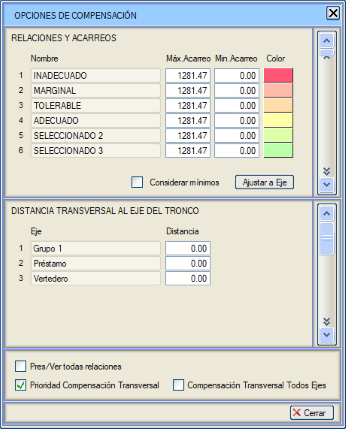 OPCIONES DE COMPENSACIÓN
RELACIONES Y ACARREOS
Nombre Máx.Acarreo Min.Acarreo Color
1 INADECUADO 1281.47 0.00
2 MARGINAL 1281.47 0.00
3 TOLERABLE 1281.47 0.00
4 ADECUADO 1281.47 0.00
5 SELECCIONADO 2 1281.47 0.00
6 SELECCIONADO 3 1281.47 0.00
Considerar mínimos Ajustar a Eje
DISTANCIA TRANSVERSAL AL EJE DEL TRONCO
Eje Distancia
1 Grupo 1 0.00
2 Préstamo 0.00
3 Vertedero 0.00
Pres/Ver todas relaciones
Prioridad Compensación Transversal Compensación Transversal Todos Ejes
Cerrar